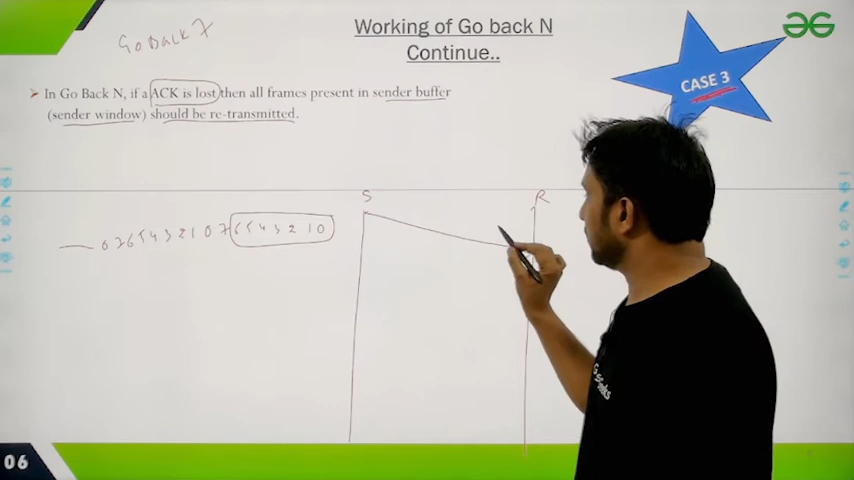 Working of Go back N
Continue..
Go Back 7
CASE 3
➤ In Go Back N, if a ACK is lost then all frames present in sender buffer
(sender window) should be re-transmitted.
S
R
0 7 6 5 4 3 2 1 0 7 6 5 4 3 2 1 0
06